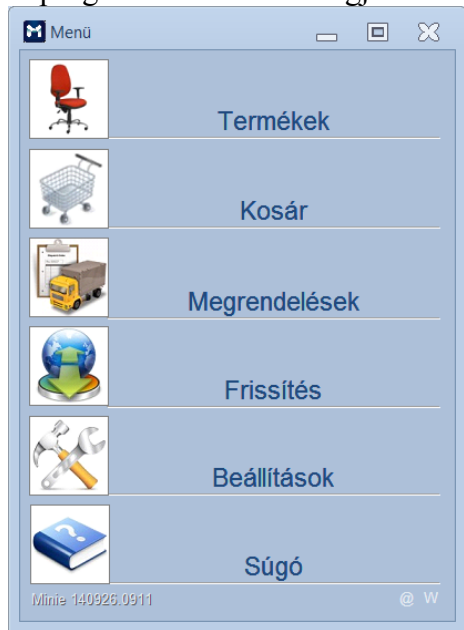 Menü
Termékek
Kosár
Megrendelések
Frissítés
Beállítások
Súgó
Minie 140926.0911
@ W